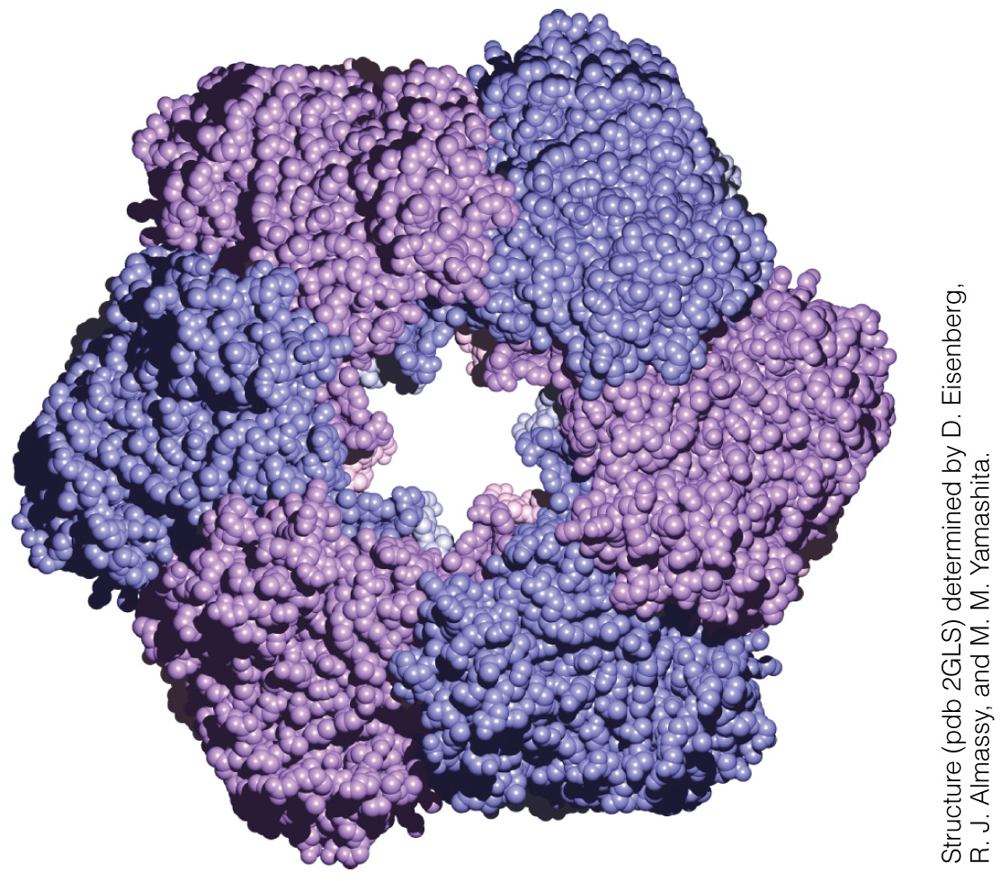 Structure (pdb 2GLS) determined by D. Eisenberg,
R. J. Almassy, and M. M. Yamashita.